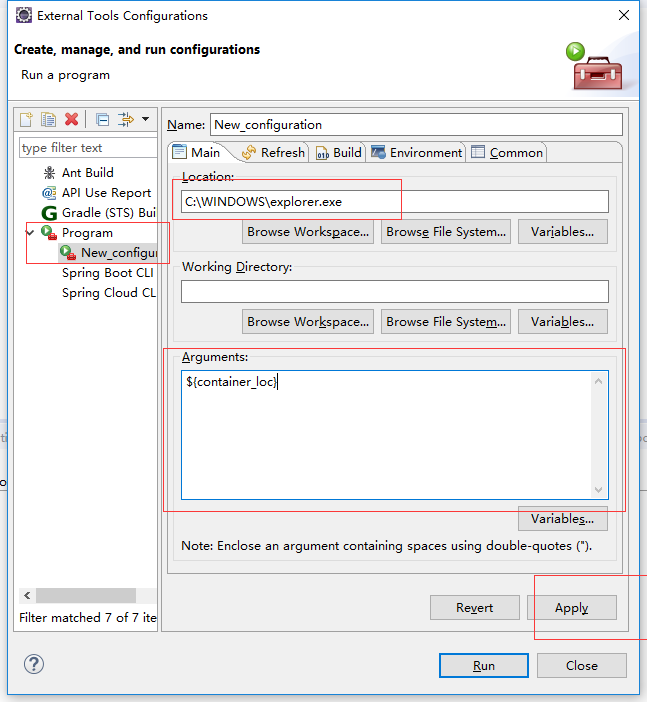 External Tools Configurations
Create, manage, and run configurations
Run a program
Name: New_configuration
type filter text
Ant Build
API Use Report
Gradle (STS) Bui
Program
New_configur
Spring Boot CLI
Spring Cloud CL
Filter matched 7 of 7 ite
Main Refresh Build Environment Common
Location:
C:\WINDOWS\explorer.exe
Browse Workspace... Browse File System... Variables...
Working Directory:
Browse Workspace... Browse File System... Variables...
Arguments:
${container_loc}
Variables...
Note: Enclose an argument containing spaces using double-quotes (").
Revert Apply
Run Close